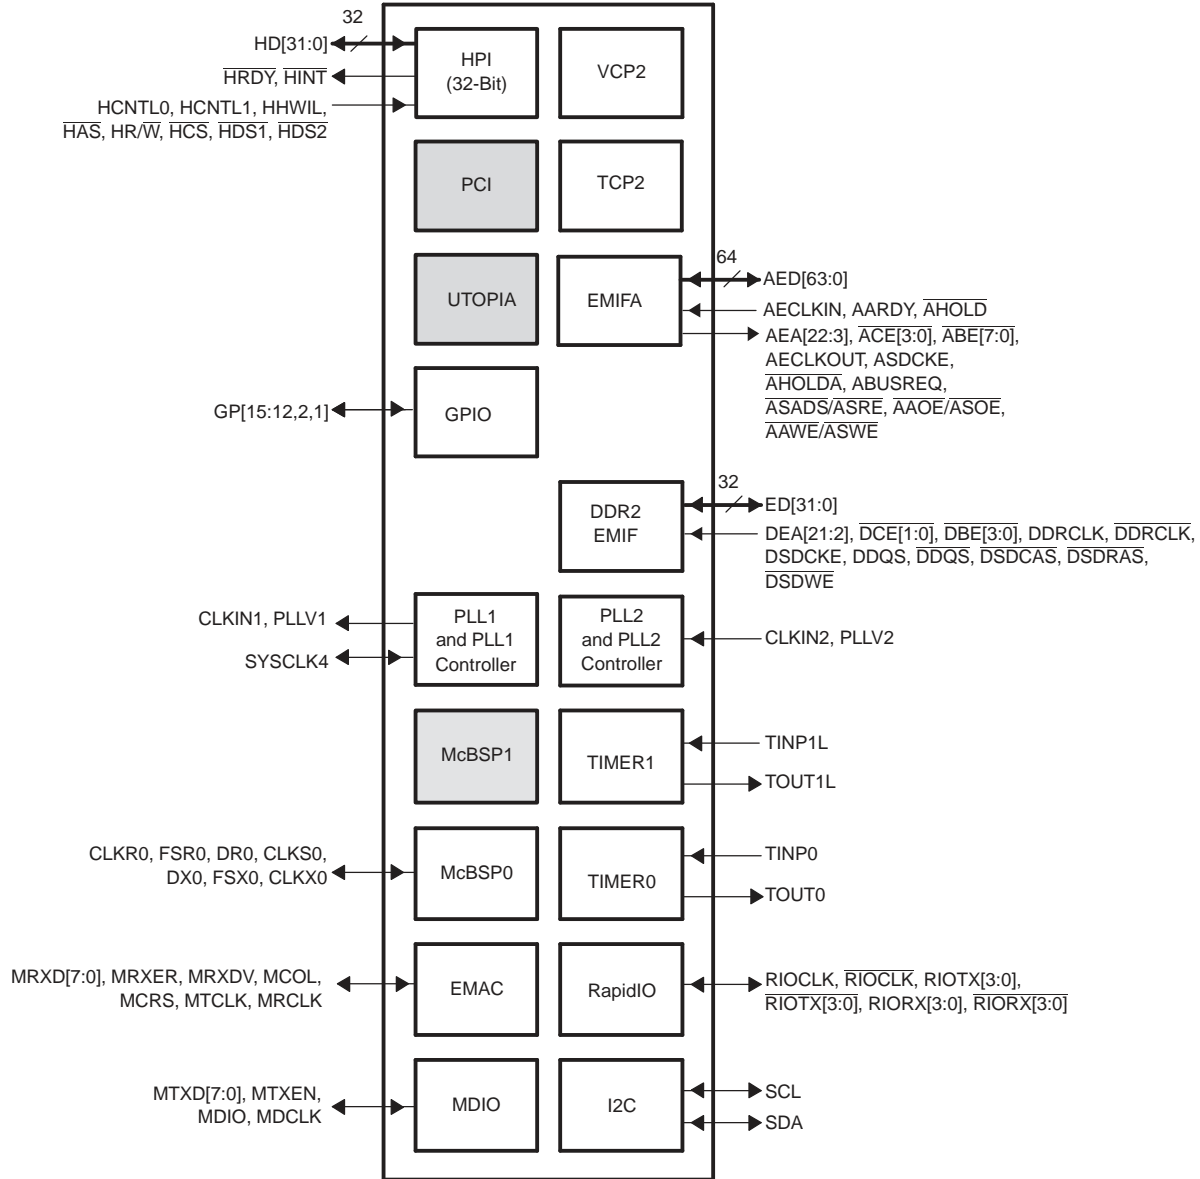 32
HD[31:0]
HRDY, HINT
HCNTL0, HCNTL1, HHWIL,
HAS, HR/W, HCS, HDS1, HDS2
HPI
(32-Bit)
VCP2
PCI
TCP2
UTOPIA
EMIFA
64
AED[63:0]
AECLKIN, AARDY, AHOLD
AEA[22:3], ACE[3:0], ABE[7:0],
AECLKOUT, ASDCKE,
AHOLDA, ABUSREQ,
ASADS/ASRE, AAOE/ASOE,
AAWE/ASWE
GP[15:12,2,1]
GPIO
DDR2
EMIF
32
ED[31:0]
DEA[21:2], DCE[1:0], DBE[3:0], DDRCLK, DDRCLK,
DSDCKE, DDQS, DDQS, DSDCAS, DSDRAS,
DSDWE
CLKIN1, PLLV1
SYSCLK4
PLL1
and PLL1
Controller
PLL2
and PLL2
Controller
CLKIN2, PLLV2
McBSP1
TIMER1
TINP1L
TOUT1L
CLKR0, FSR0, DR0, CLKS0,
DX0, FSX0, CLKX0
McBSP0
TIMER0
TINP0
TOUT0
MRXD[7:0], MRXER, MRXDV, MCOL,
MCRS, MTCLK, MRCLK
EMAC
RapidIO
RIOCLK, RIOCLK, RIOTX[3:0],
RIOTX[3:0], RIORX[3:0], RIORX[3:0]
MTXD[7:0], MTXEN,
MDIO, MDCLK
MDIO
I2C
SCL
SDA